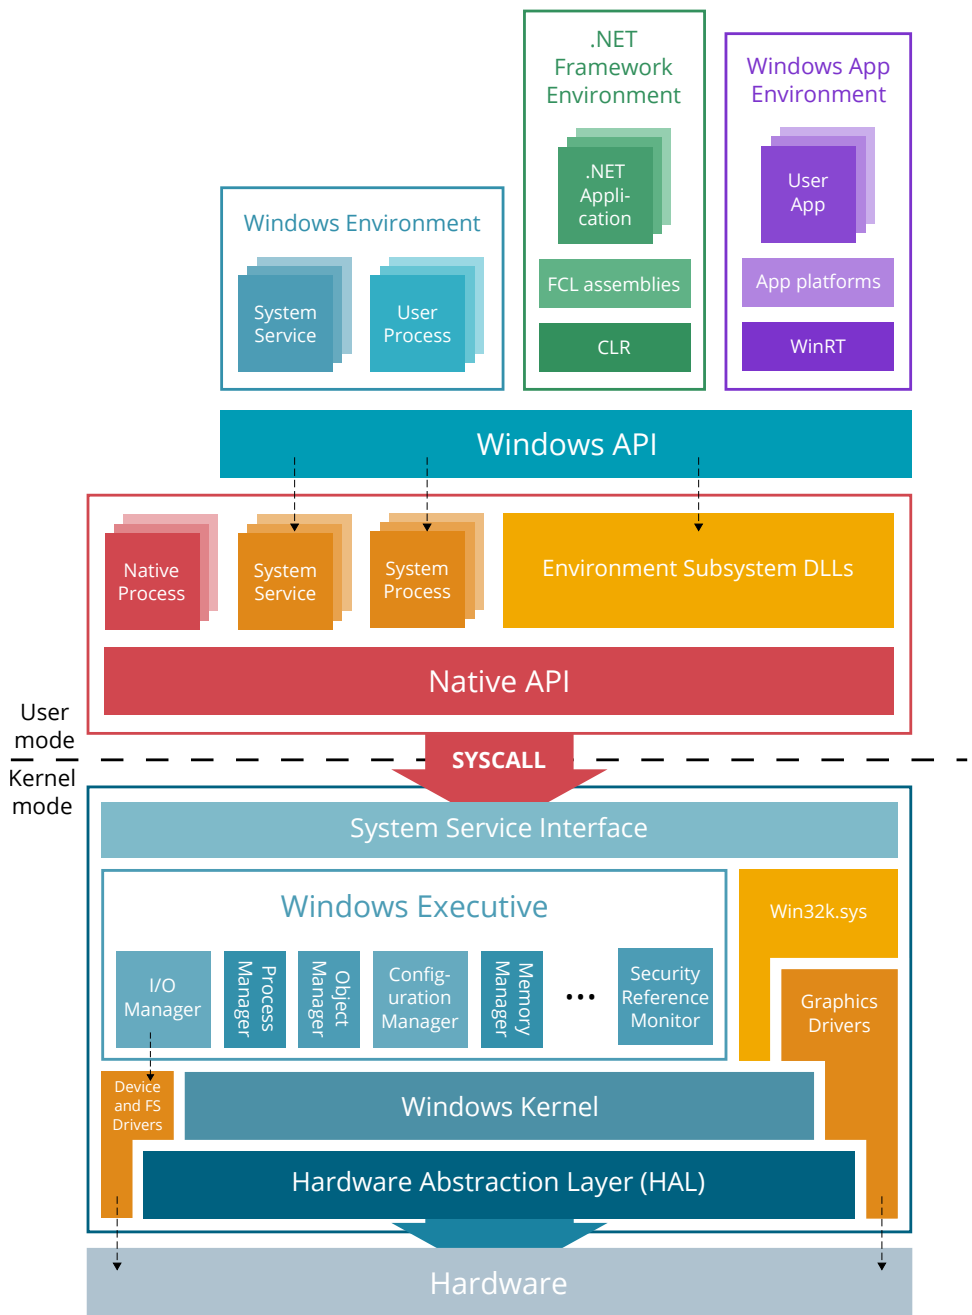 .NET
Framework
Environment
Windows App
Environment
.NET
Appli-
cation
User
App
Windows Environment
FCL assemblies
App platforms
System
Service
User
Process
CLR
WinRT
Windows API
Native
Process
System
Service
System
Process
Environment Subsystem DLLs
Native API
User
mode
SYSCALL
Kernel
mode
System Service Interface
Windows Executive
Win32k.sys
I/O
Manager
Process
Manager
Object
Manager
Config-
uration
Manager
Memory
Manager
...
Security
Reference
Monitor
Graphics
Drivers
Device
and FS
Drivers
Windows Kernel
Hardware Abstraction Layer (HAL)
Hardware